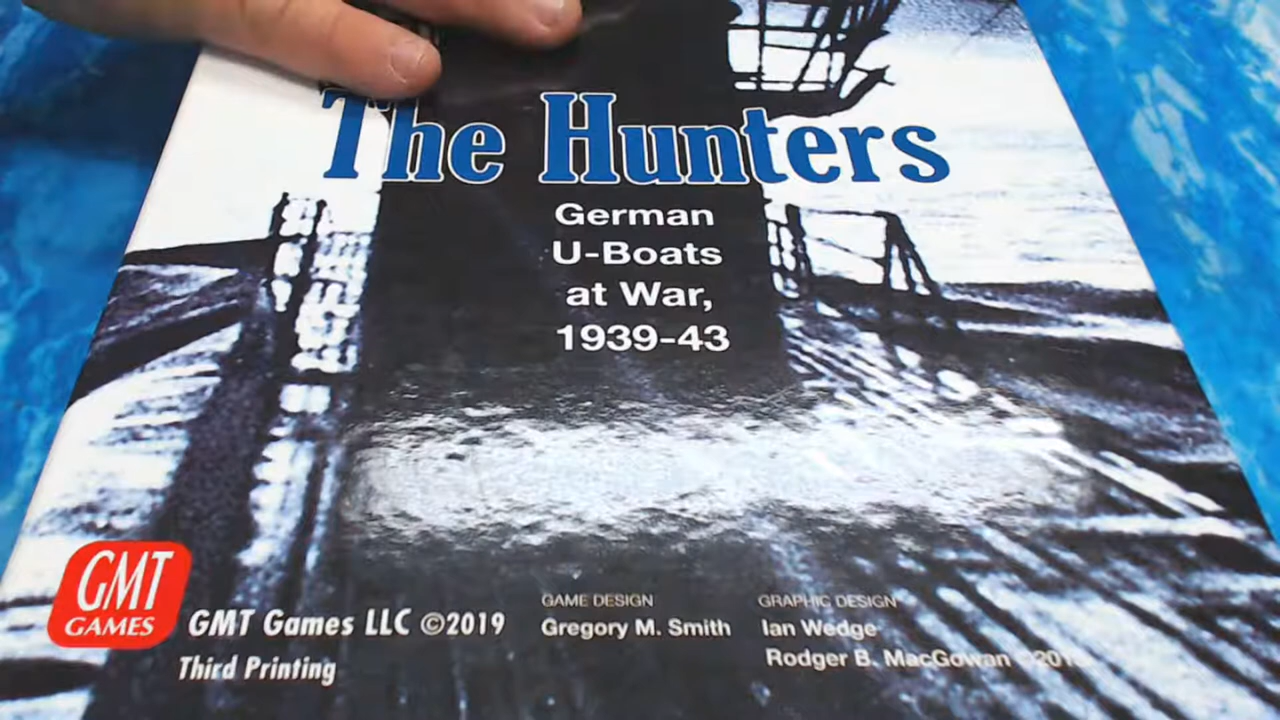 The Hunters
German
U-Boats
at War,
1939-43
GMT
GAMES
GMT Games LLC ©2019
Third Printing
GAME DESIGN
Gregory M. Smith
GRAPHIC DESIGN
Ian Wedge
Rodger B. MacGowan